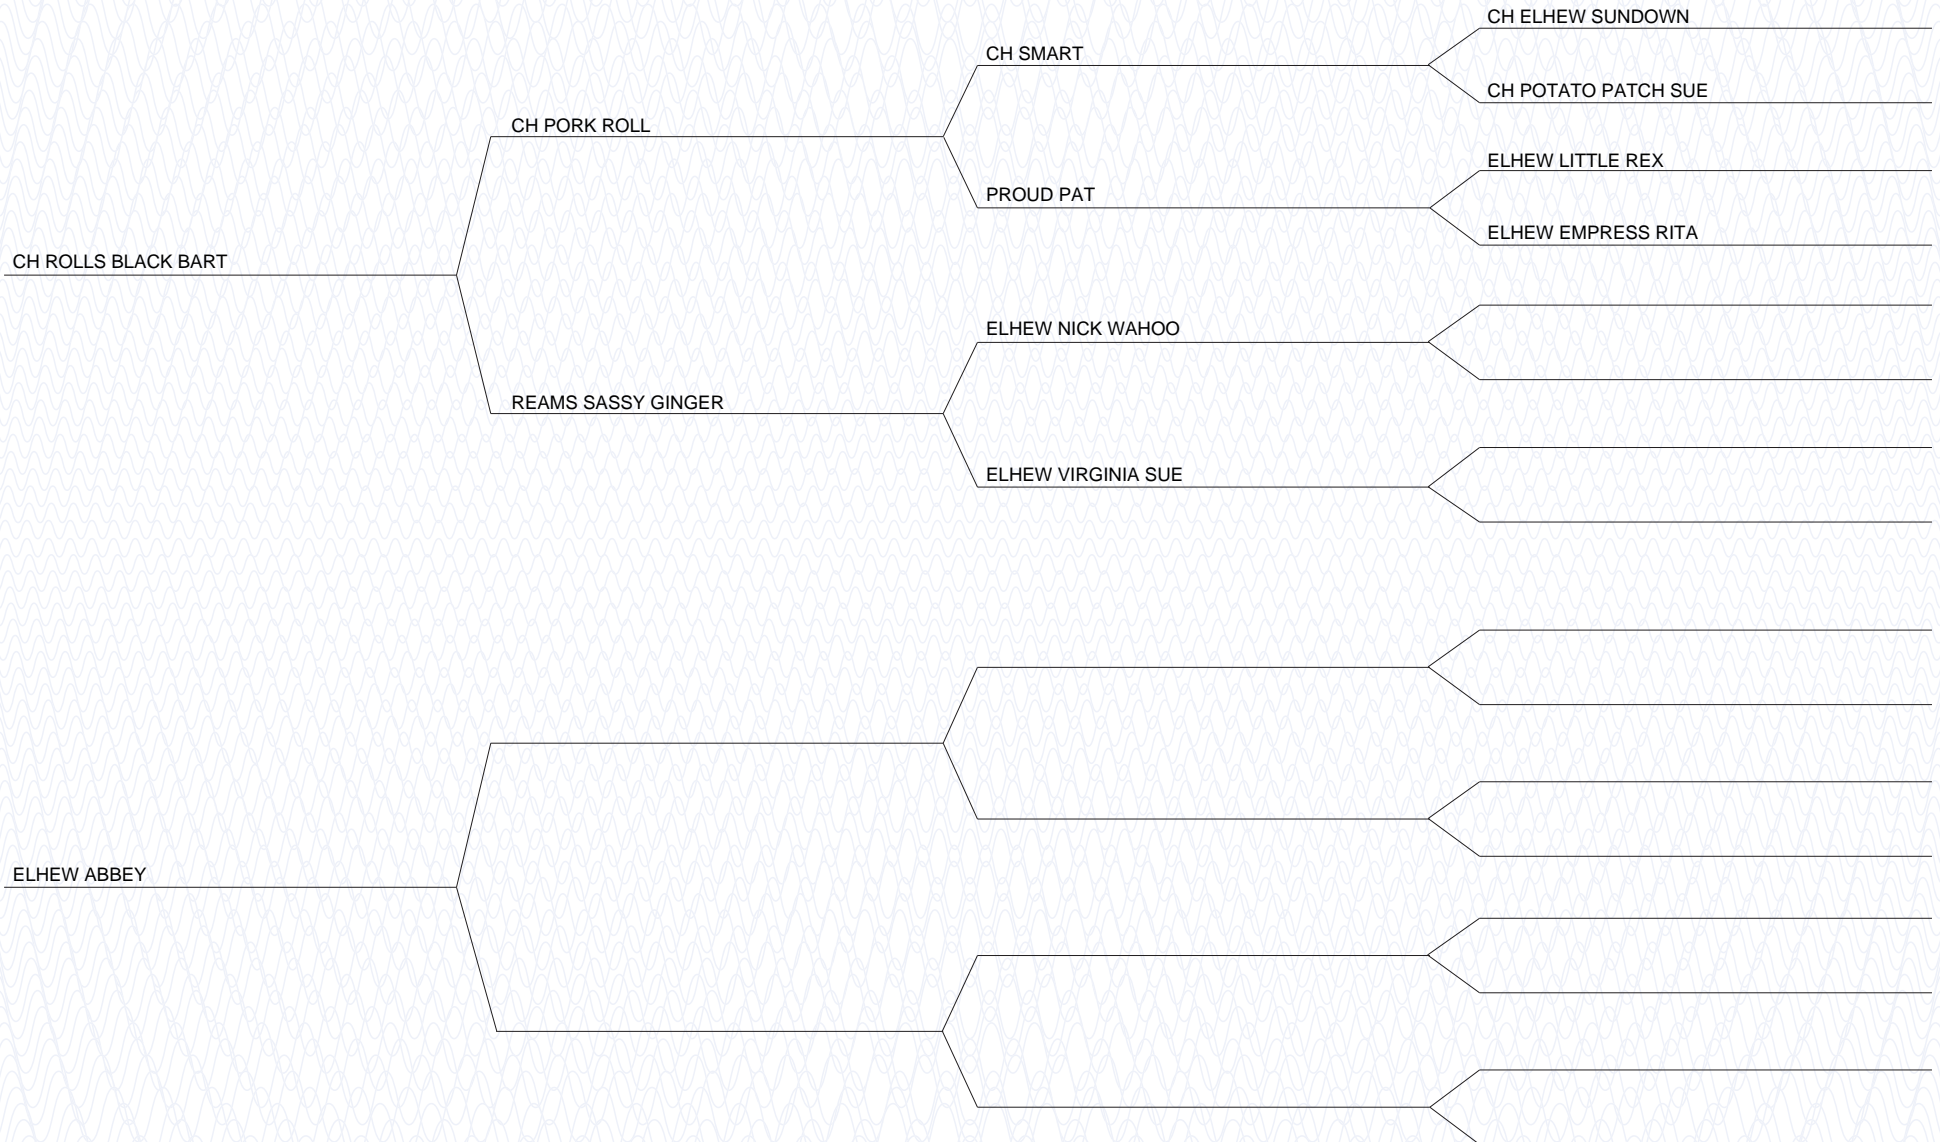 CH ELHEW SUNDOWN
CH SMART
CH POTATO PATCH SUE
CH PORK ROLL
ELHEW LITTLE REX
PROUD PAT
ELHEW EMPRESS RITA
CH ROLLS BLACK BART
ELHEW NICK WAHOO
REAMS SASSY GINGER
ELHEW VIRGINIA SUE
ELHEW ABBEY